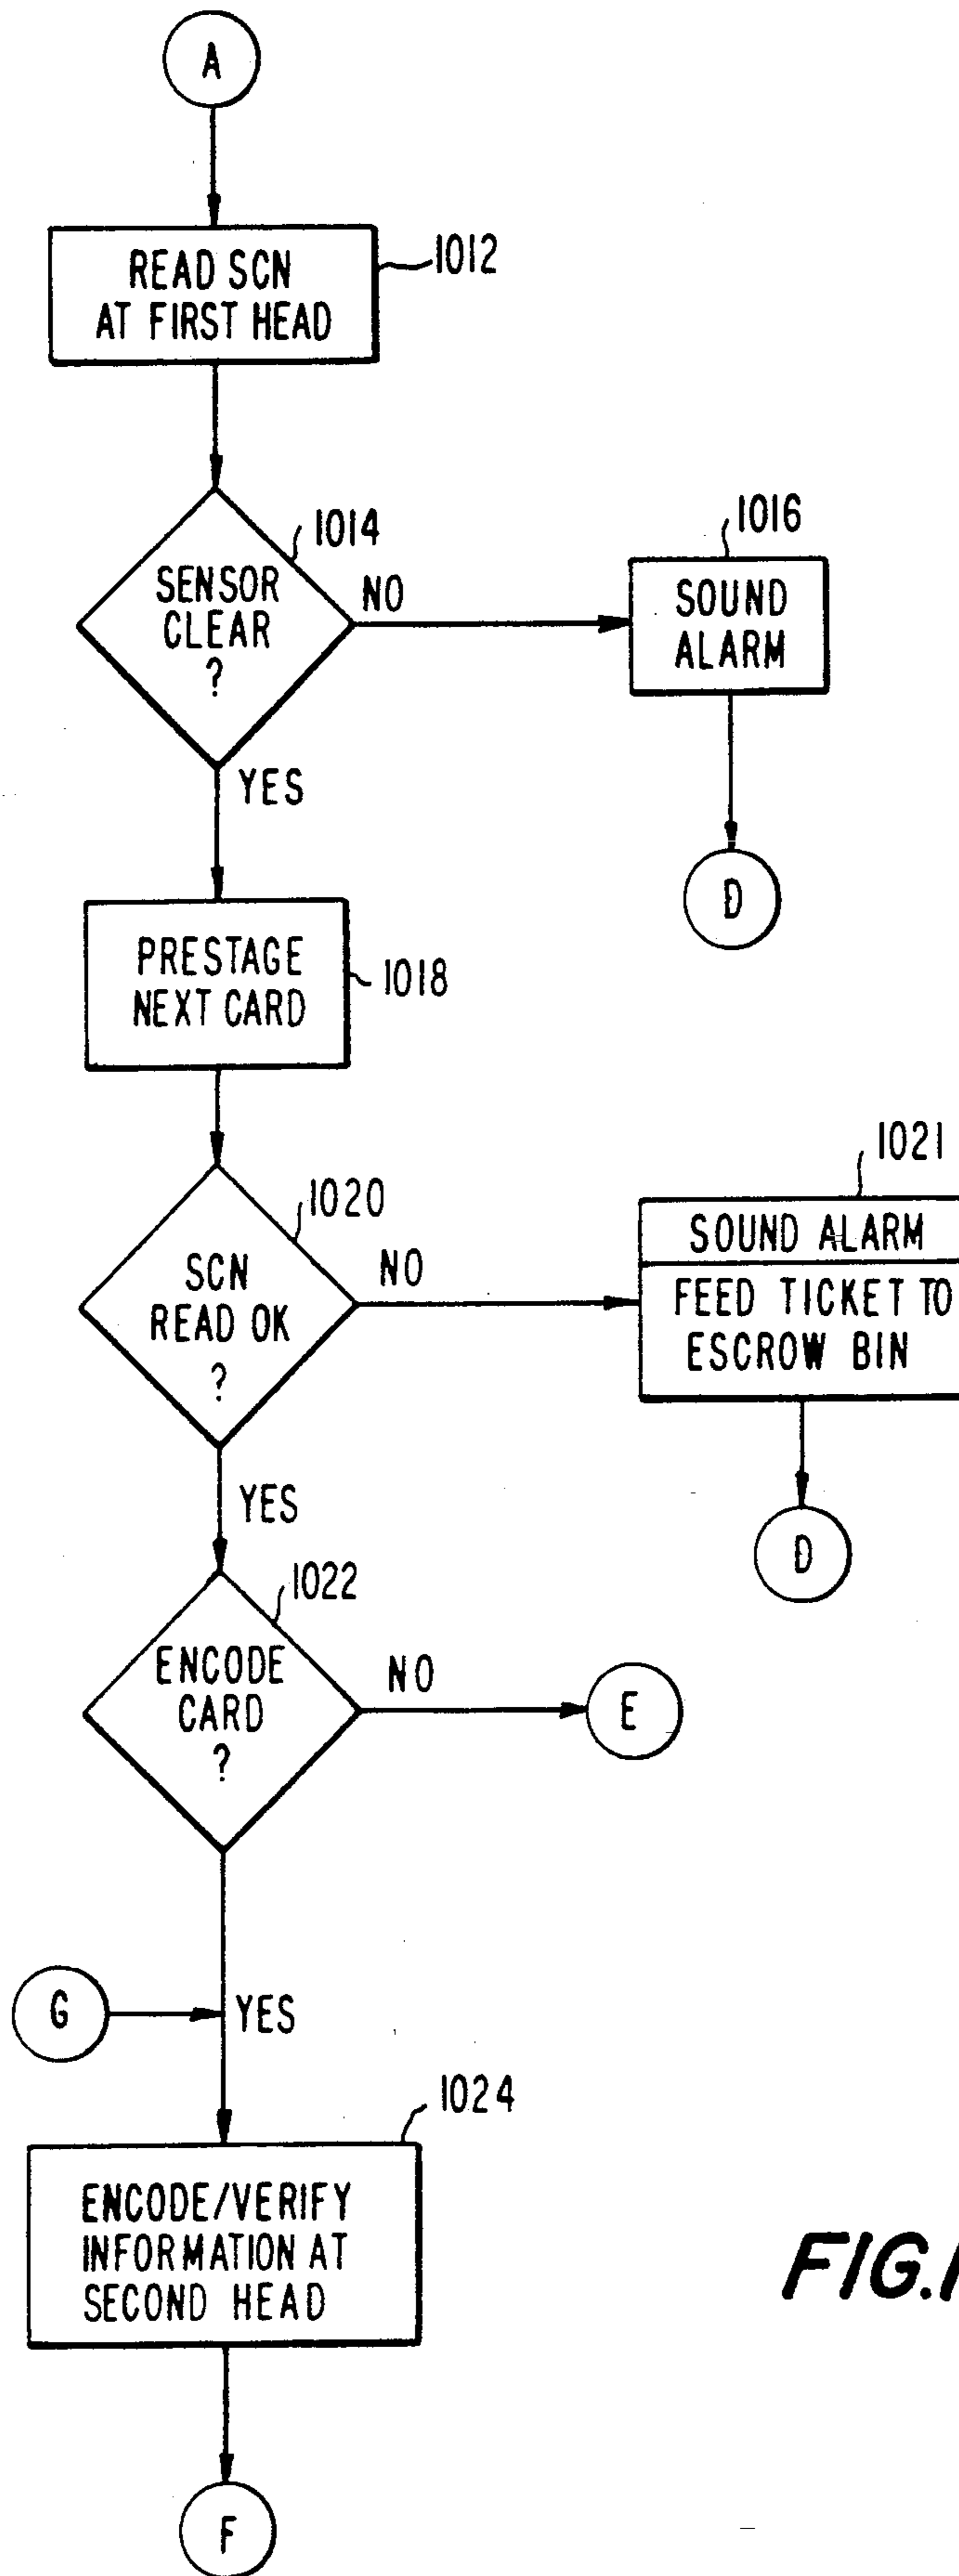 A
READ SCN
AT FIRST HEAD
1012
SENSOR
CLEAR
?
1014
NO
1016
SOUND
ALARM
D
YES
PRESTAGE
NEXT CARD
1018
SCN
READ OK
?
1020
NO
1021
SOUND ALARM
FEED TICKET TO
ESCROW BIN
D
YES
ENCODE
CARD
?
1022
NO
E
G
YES
1024
ENCODE/VERIFY
INFORMATION AT
SECOND HEAD
FIG.
F